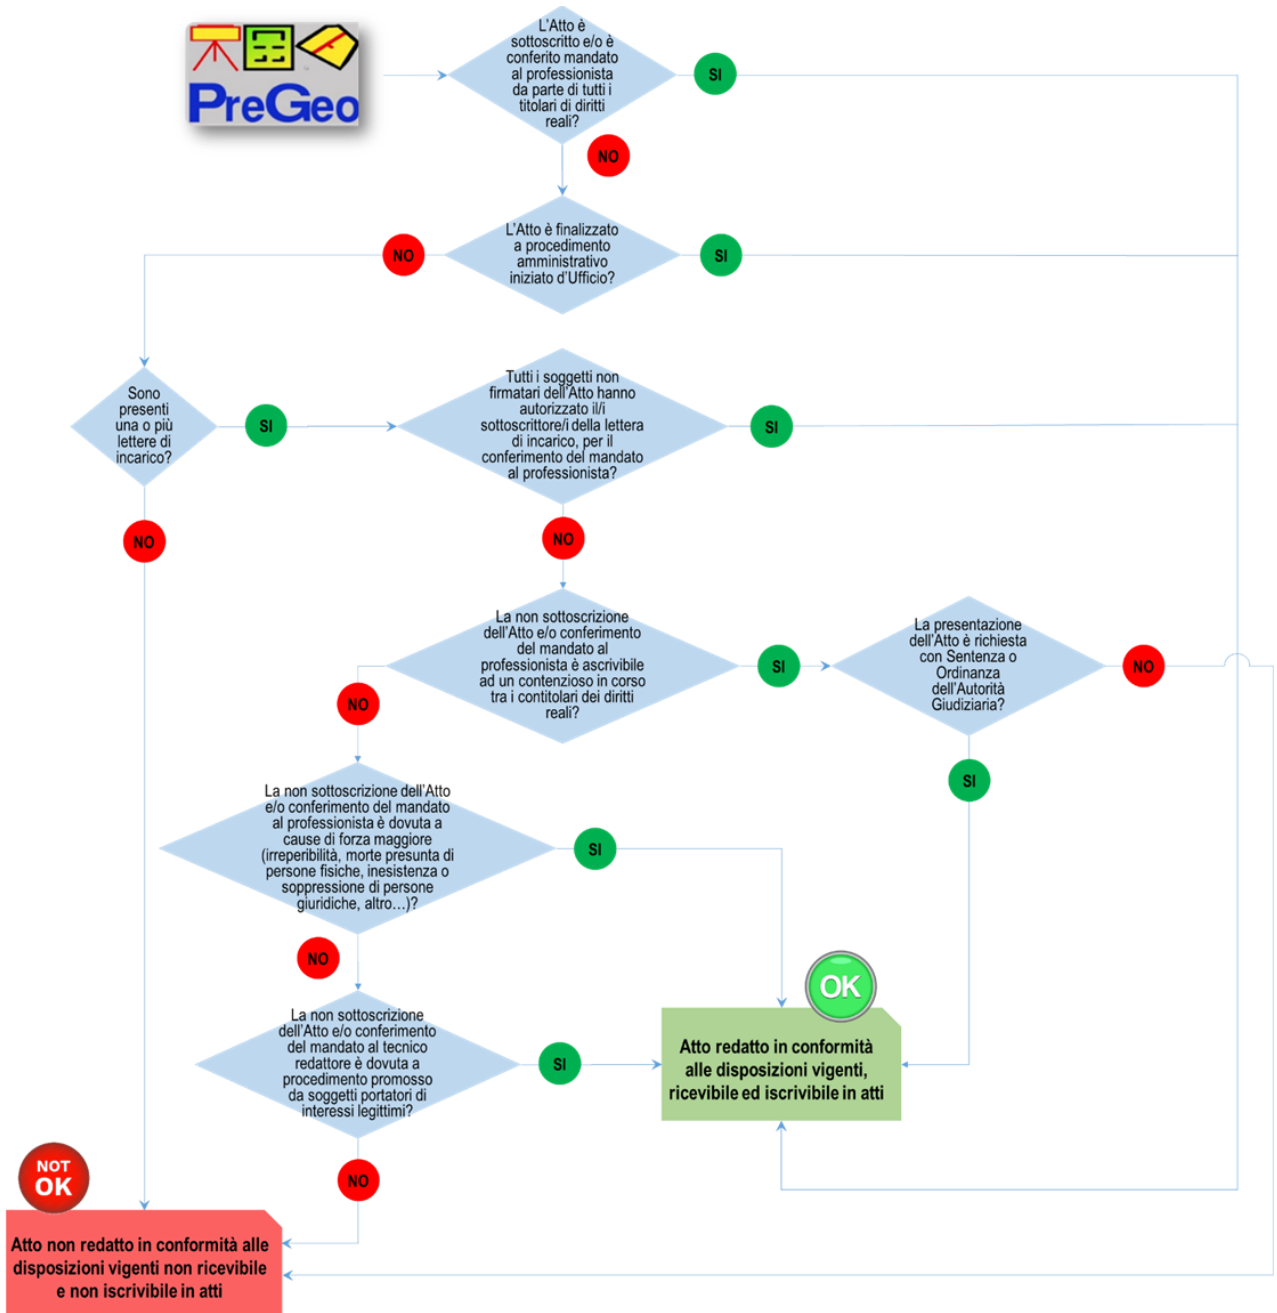 PreGeo
L'Atto è
sottoscritto e/o è
conferito mandato
al professionista
da parte di tutti i
titolari di diritti
reali?
SI
NO
L'Atto è finalizzato
a procedimento
amministrativo
iniziato d'Ufficio?
NO
SI
Sono
presenti
una o più
lettere di
incarico?
SI
NO
Tutti i soggetti non
firmatari dell'Atto hanno
autorizzato il/i
sottoscrittore/i della lettera
di incarico, per il
conferimento del mandato
al professionista?
SI
NO
La non sottoscrizione
dell'Atto e/o conferimento
del mandato al
professionista è ascrivibile
ad un contenzioso in corso
tra i contitolari dei diritti
reali?
SI
NO
La presentazione
dell'Atto è richiesta
con Sentenza o
Ordinanza
dell'Autorità
Giudiziaria?
NO
SI
La non sottoscrizione dell'Atto
e/o conferimento del mandato
al professionista è dovuta a
cause di forza maggiore
(irreperibilità, morte presunta di
persone fisiche, inesistenza o
soppressione di persone
giuridiche, altro…)?
SI
NO
La non sottoscrizione
dell'Atto e/o conferimento
del mandato al tecnico
redattore è dovuta a
procedimento promosso
da soggetti portatori di
interessi legittimi?
SI
NO
OK
Atto redatto in conformità
alle disposizioni vigenti,
ricevibile ed iscrivibile in atti
NOT
OK
Atto non redatto in conformità alle
disposizioni vigenti non ricevibile
e non iscrivibile in atti